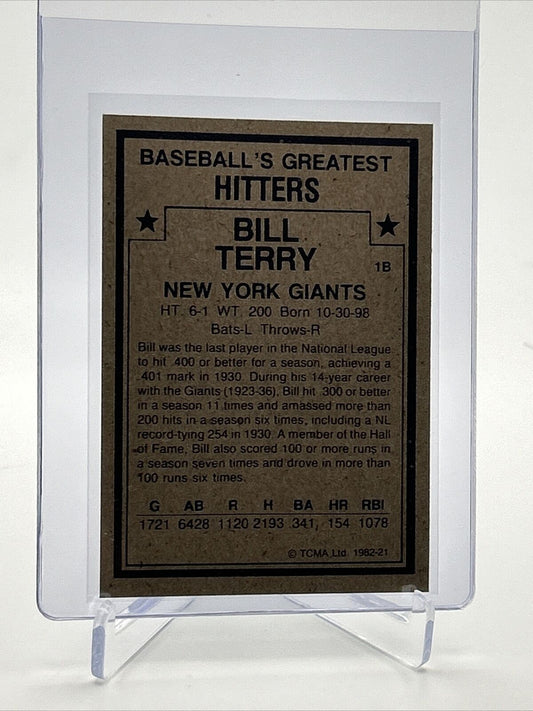 BASEBALL'S GREATEST
HITTERS
BILL
TERRY
1B
NEW YORK GIANTS
HT. 6-1 WT. 200 Born 10-30-98
Bats-L Throws-R
Bill was the last player in the National League
to hit .400 or better for a season, achieving a
.401 mark in 1930. During his 14-year career
with the Giants (1923-36), Bill hit .300 or better
in a season 11 times and amassed more than
200 hits in a season six times, including a NL
record-tying 254 in 1930. A member of the Hall
of Fame, Bill also scored 100 or more runs in
a season seven times and drove in more than
100 runs six times.
G AB R H BA HR RBI
1721 6428 1120 2193 .341 154 1078
© TCMA Ltd. 1982-21